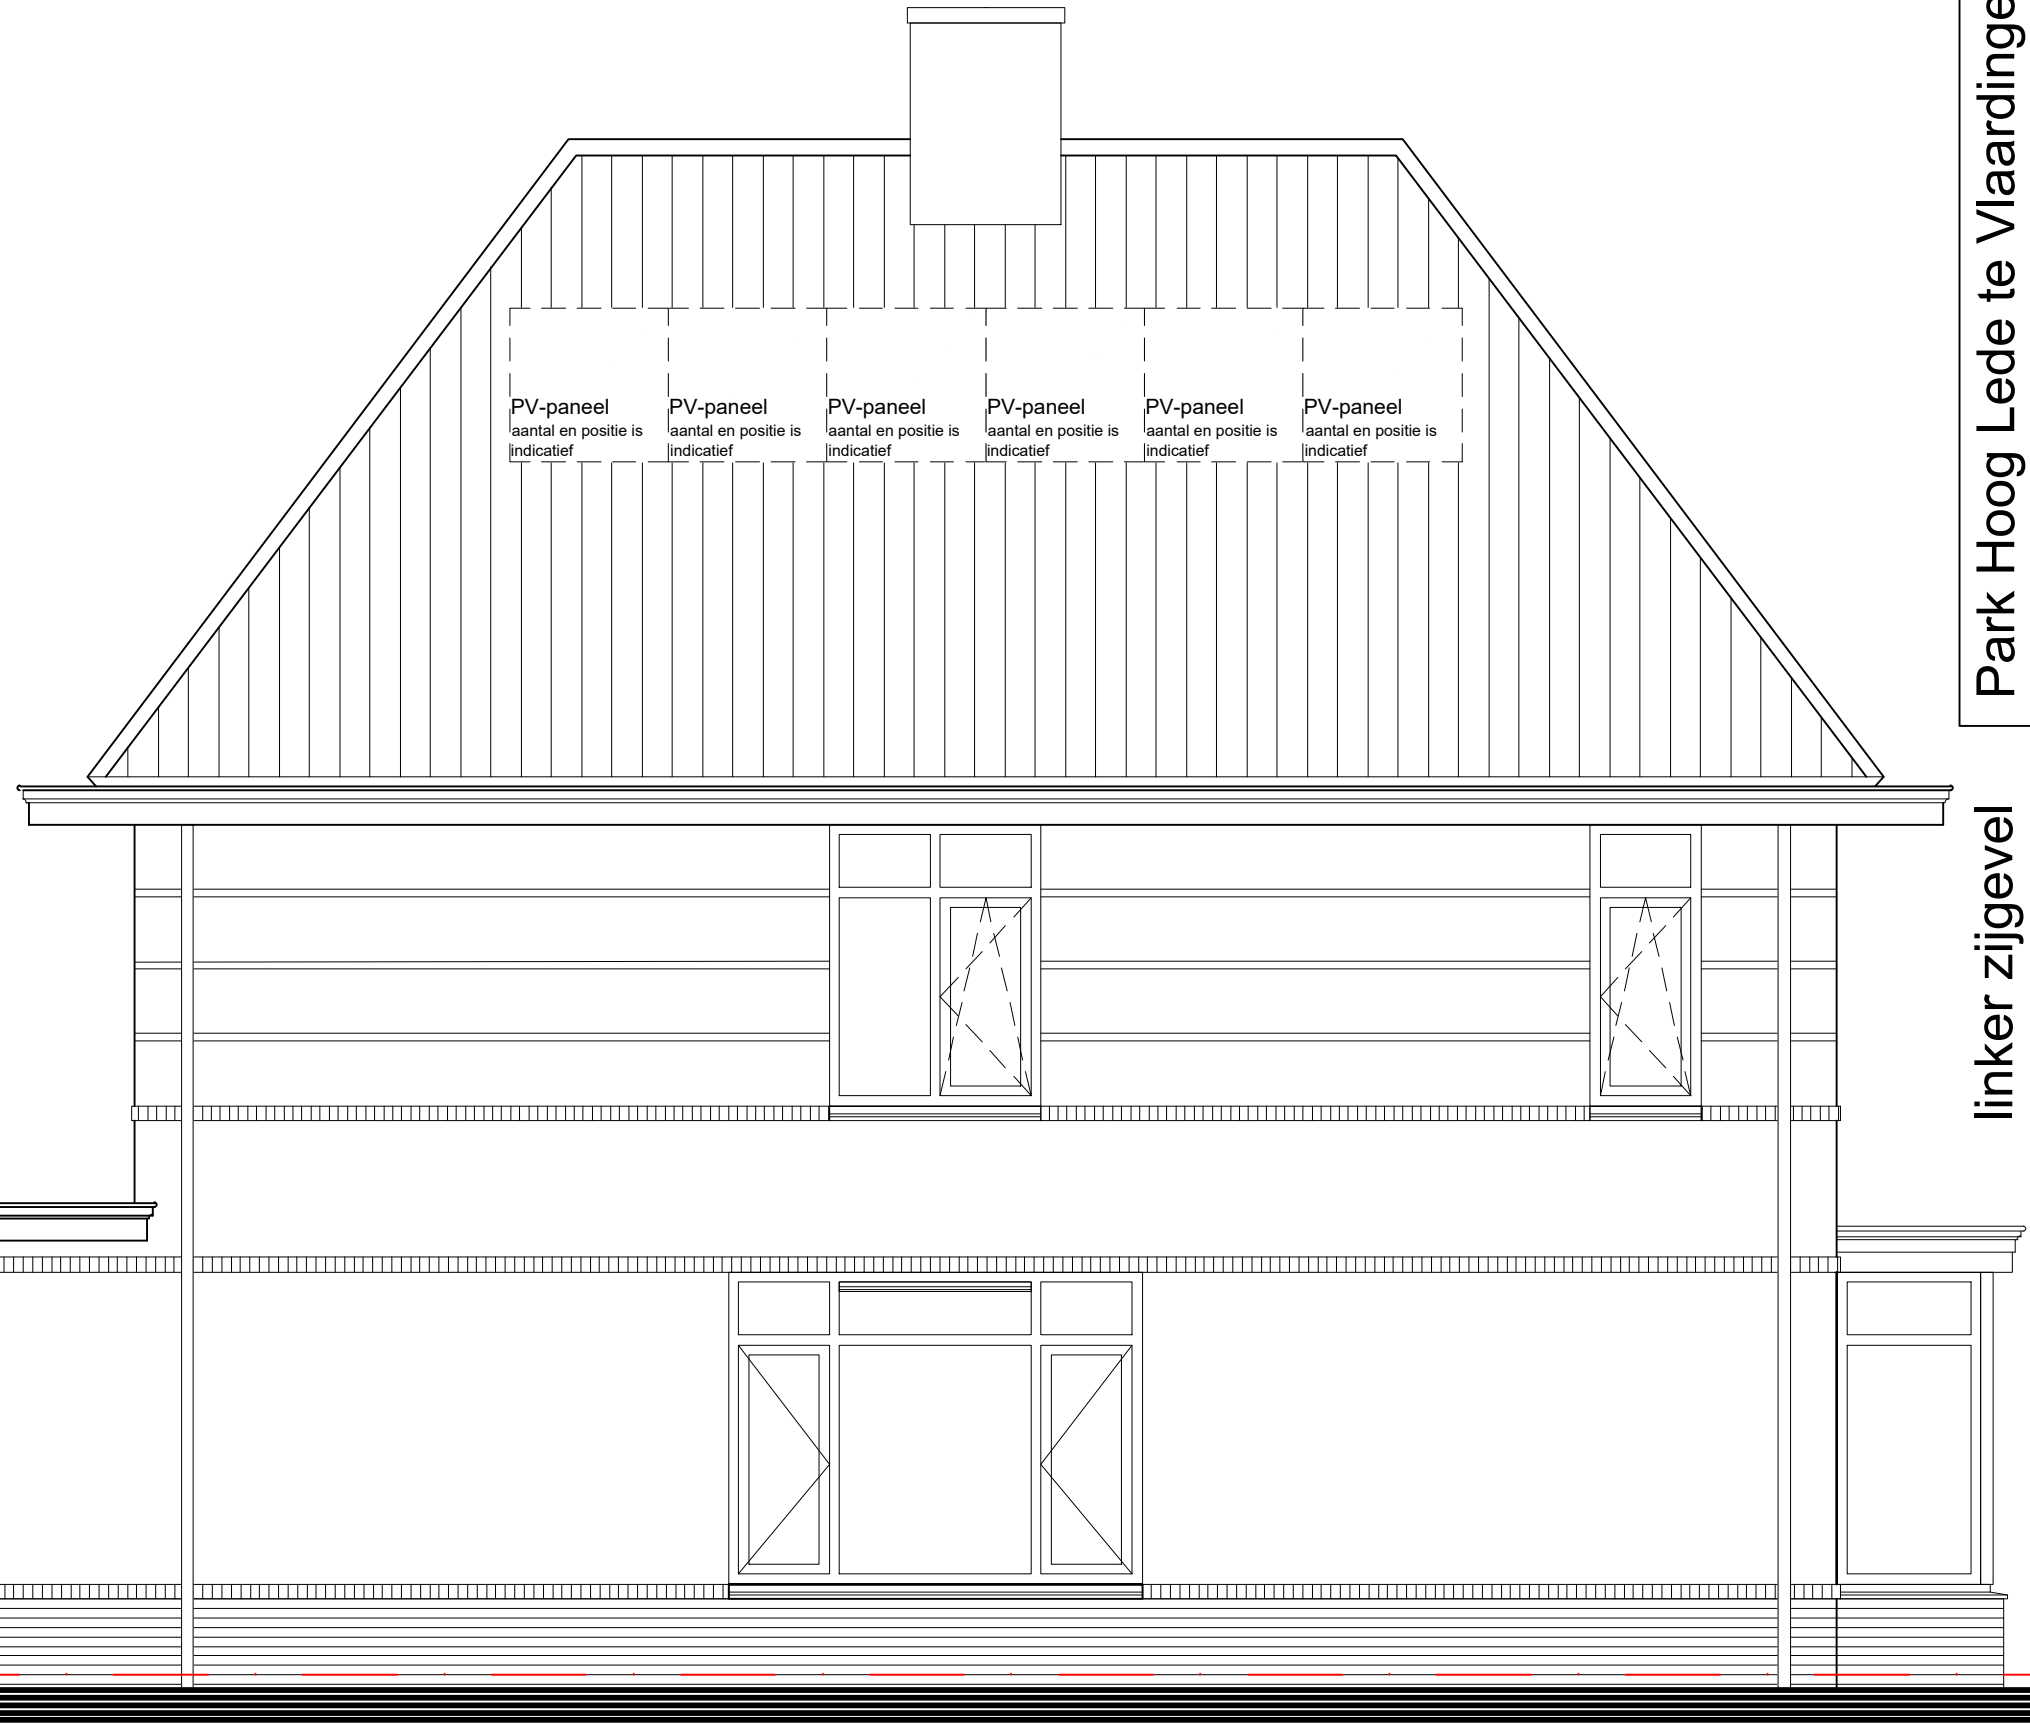 PV-paneel
aantal en positie is
indicatief
PV-paneel
aantal en positie is
indicatief
PV-paneel
aantal en positie is
indicatief
PV-paneel
aantal en positie is
indicatief
PV-paneel
aantal en positie is
indicatief
PV-paneel
aantal en positie is
indicatief
Park Hoog Lede te Vlaardinge
linker zijgevel